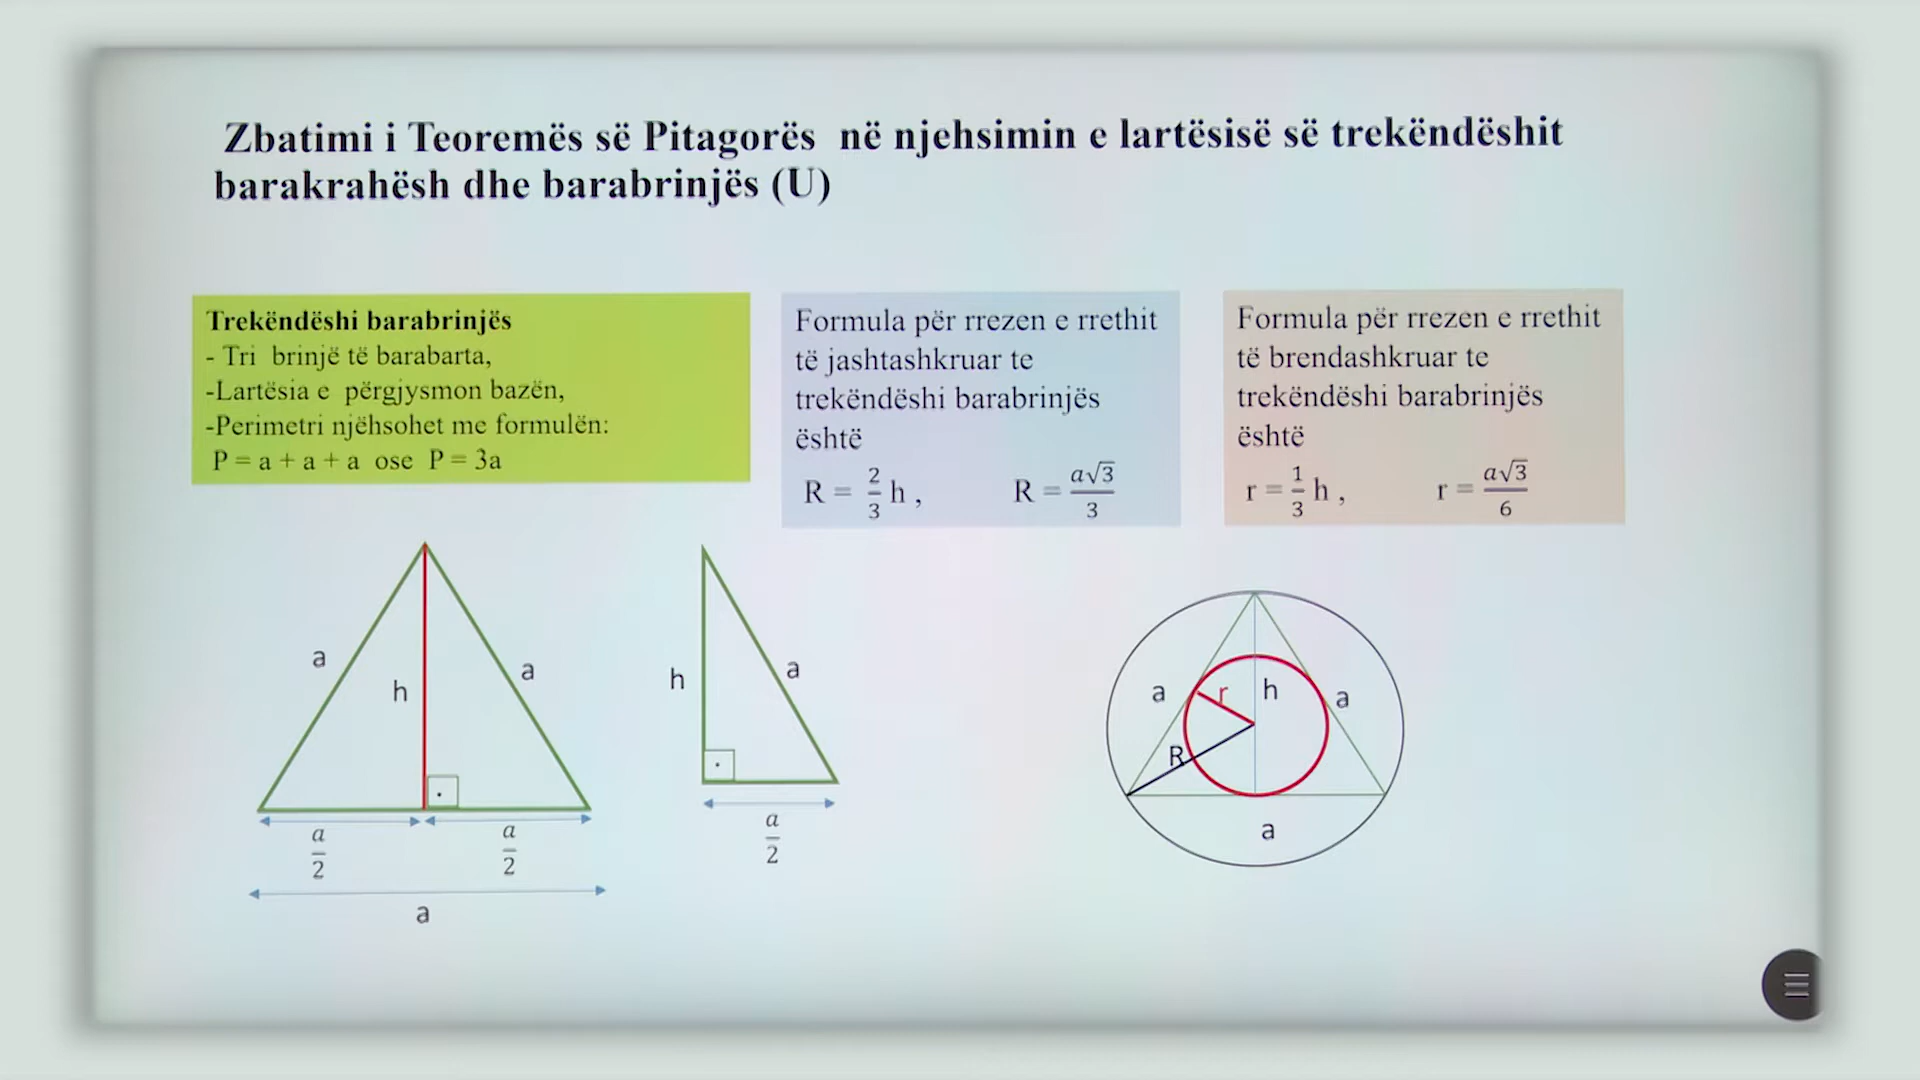 Zbatimi i Teoremës së Pitagorës në njehsimin e lartësisë së trekëndëshit
barakrahësh dhe barabrinjës (U)
Trekëndëshi barabrinjës
- Tri brinjë të barabarta,
-Lartësia e përgjysmon bazën,
-Perimetri njëhsohet me formulën:
P = a + a + a ose P = 3a
Formula për rrezen e rrethit
të jashtashkruar te
trekëndëshi barabrinjës
është
R = 2/3 h , R = a√3/3
Formula për rrezen e rrethit
të brendashkruar te
trekëndëshi barabrinjës
është
r = 1/3 h , r = a√3/6
a
h
a
a/2
a/2
a
h
a
a/2
a
r
h
a
R
a